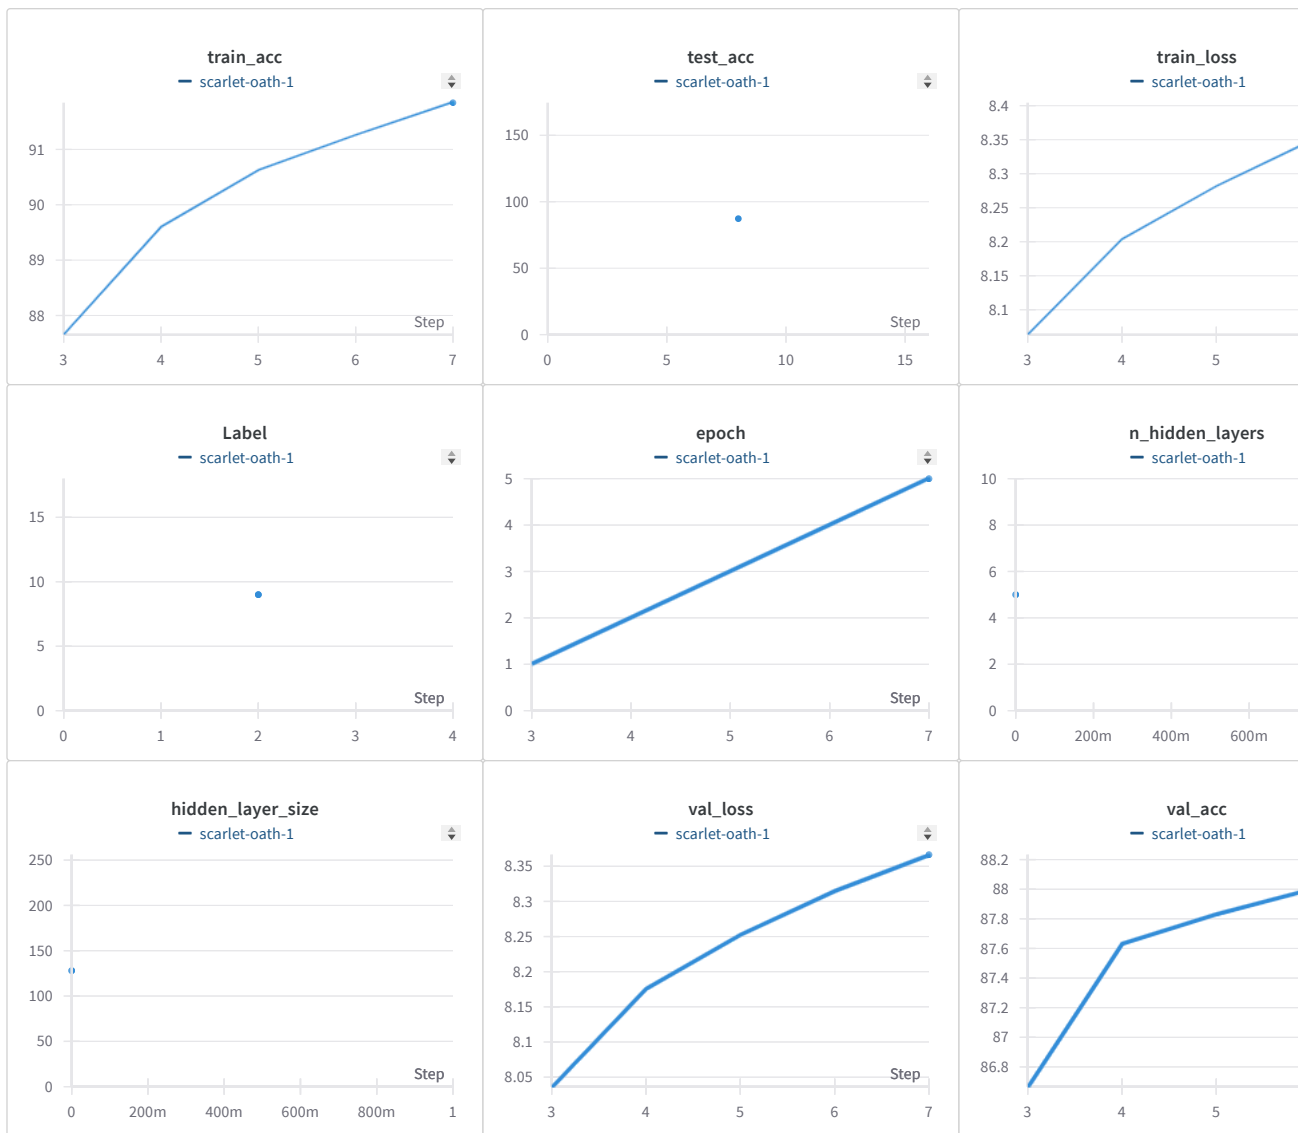 train_acc
scarlet-oath-1
91
90
89
88
Step
3 4 5 6 7
test_acc
scarlet-oath-1
150
100
50
0
Step
0 5 10 15
train_loss
scarlet-oath-1
8.4
8.35
8.3
8.25
8.2
8.15
8.1
3 4 5
Label
scarlet-oath-1
15
10
5
0
Step
0 1 2 3 4
epoch
scarlet-oath-1
5
4
3
2
1
0
Step
3 4 5 6 7
n_hidden_layers
scarlet-oath-1
10
8
6
4
2
0
0 200m 400m 600m
hidden_layer_size
scarlet-oath-1
250
200
150
100
50
0
Step
0 200m 400m 600m 800m 1
val_loss
scarlet-oath-1
8.35
8.3
8.25
8.2
8.15
8.1
8.05
Step
3 4 5 6 7
val_acc
scarlet-oath-1
88.2
88
87.8
87.6
87.4
87.2
87
86.8
3 4 5